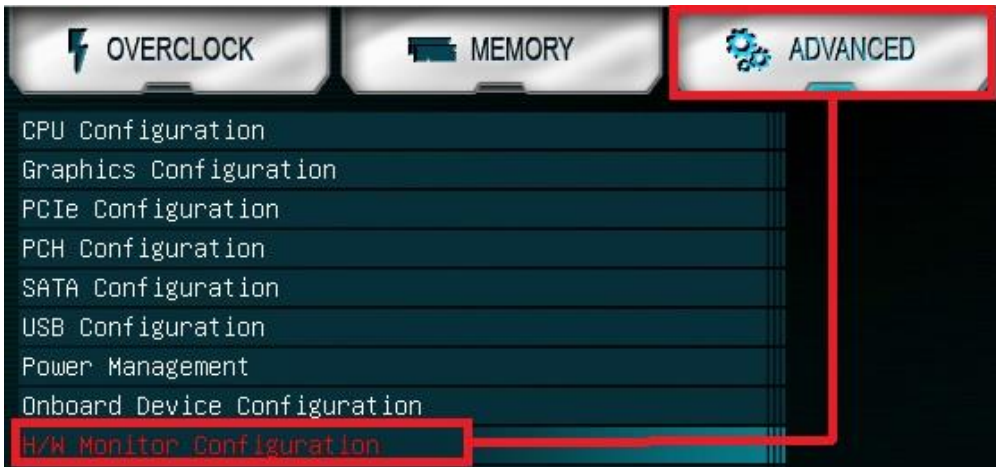 OVERCLOCK MEMORY ADVANCED
CPU Configuration
Graphics Configuration
PCIe Configuration
PCH Configuration
SATA Configuration
USB Configuration
Power Management
Onboard Device Configuration
H/W Monitor Configuration